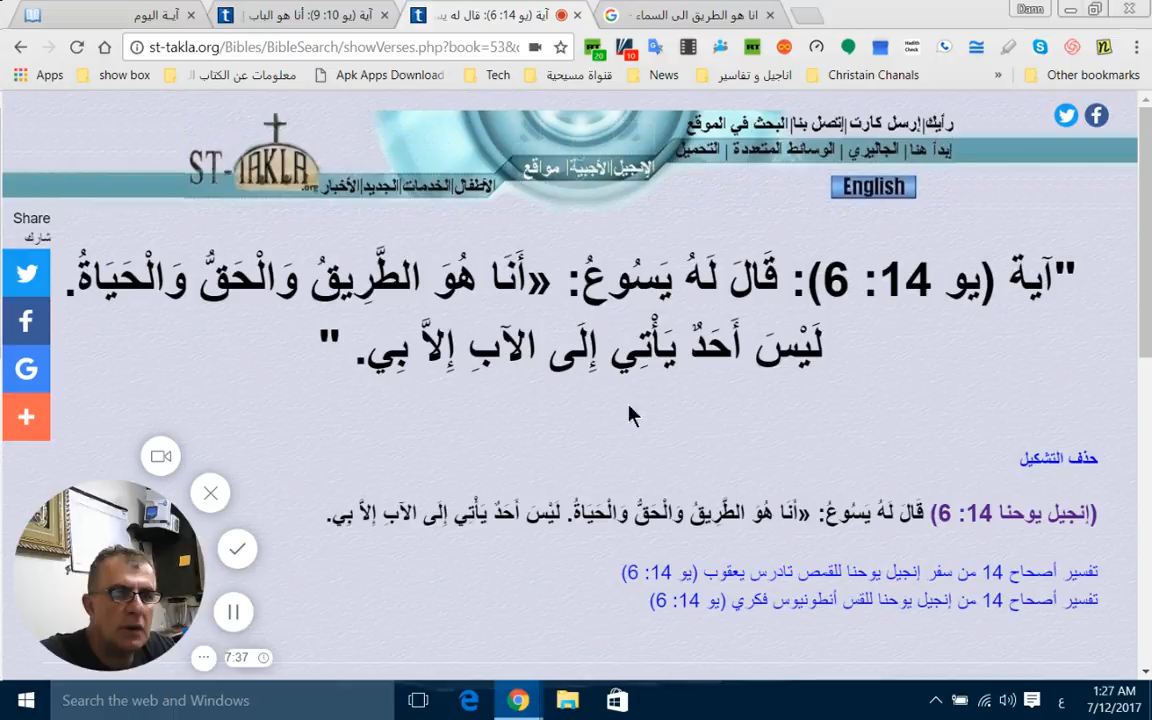 آيـة اليوم
آية (يو 10: 9): أنا هو الباب
آية (يو 14: 6): قال له يس
انا هو الطريق الى السماء -
Dann
st-takla.org/Bibles/BibleSearch/showVerses.php?book=53&c
Apps
show box
معلومات عن الكتاب ال
Apk Apps Download
Tech
قنواة مسيحية
News
اناجيل و تفاسير
Christain Chanals
»
Other bookmarks
رأيك|إرسل كارت|إتصل بنا|البحث في الموقع
إبدأ هنا|الجاليري|الوسائط المتعددة|التحميل
الإنجيل|الأجبية| مواقع
الأطفال|الخدمات|الجديد|الأخبار
ST-TAKLA.org
English
Share
شارك
"آية (يو 14: 6): قَالَ لَهُ يَسُوعُ: «أَنَا هُوَ الطَّرِيقُ وَالْحَقُّ وَالْحَيَاةُ.
لَيْسَ أَحَدٌ يَأْتِي إِلَى الآبِ إِلاَّ بِي. "
حذف التشكيل
(إنجيل يوحنا 14: 6) قَالَ لَهُ يَسُوعُ: «أَنَا هُوَ الطَّرِيقُ وَالْحَقُّ وَالْحَيَاةُ. لَيْسَ أَحَدٌ يَأْتِي إِلَى الآبِ إِلاَّ بِي.
تفسير أصحاح 14 من سفر إنجيل يوحنا للقمص تادرس يعقوب (يو 14: 6)
تفسير أصحاح 14 من إنجيل يوحنا للقس أنطونيوس فكري (يو 14: 6)
7:37
Search the web and Windows
ع
1:27 AM
7/12/2017